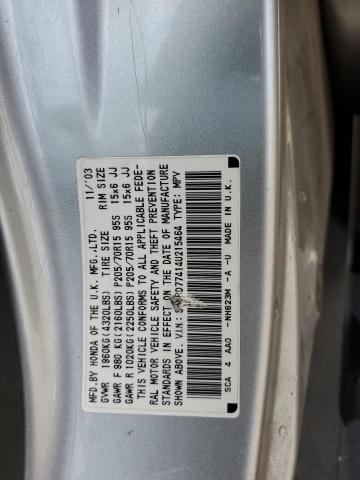 MFD.BY HONDA OF THE U.K. MFG.,LTD. 11/'03
GVWR 1960KG(4320LBS) TIRE SIZE RIM SIZE
GAWR F 980 KG(2160LBS) P205/70R15 95S 15x6 JJ
GAWR R 1020KG(2250LBS) P205/70R15 95S 15x6 JJ
THIS VEHICLE CONFORMS TO ALL APPLICABLE FEDE-
RAL MOTOR VEHICLE SAFETY AND THEFT PREVENTION
STANDARDS IN EFFECT ON THE DATE OF MANUFACTURE
SHOWN ABOVE. V.I.N.: 77414U215464 TYPE: MPV
SCA 4 AAO -NH623M -A -U MADE IN U.K.